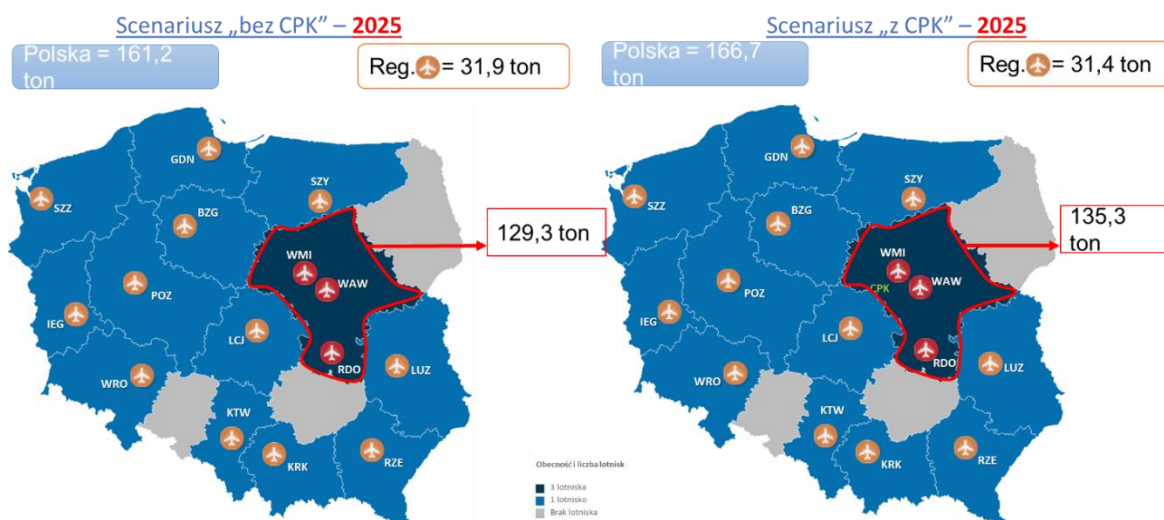 Scenariusz „bez CPK” – 2025
Polska = 161,2
ton
Reg. = 31,9 ton
GDN
SZZ
SZY
BZG
129,3 ton
WMI
WAW
POZ
IEG
LCJ
RDO
LUZ
WRO
KTW
KRK
RZE
Scenariusz „z CPK” – 2025
Polska = 166,7
ton
Reg. = 31,4 ton
GDN
SZZ
SZY
BZG
135,3
ton
WMI
WAW
CPK
POZ
IEG
LCJ
RDO
LUZ
WRO
KTW
KRK
RZE
Obecność i liczba lotnisk
3 lotniska
1 lotnisko
Brak lotniska